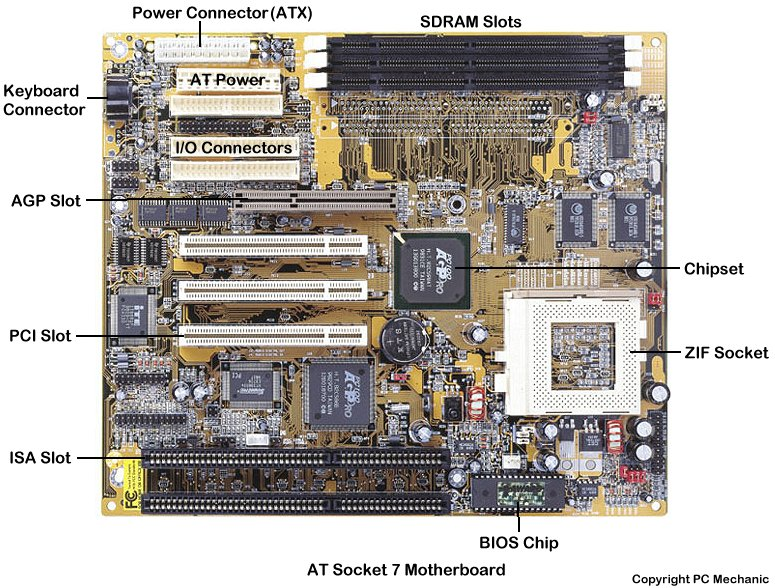 Power Connector(ATX)
SDRAM Slots
AT Power
Keyboard
Connector
I/O Connectors
AGP Slot
Chipset
PCI Slot
ZIF Socket
ISA Slot
BIOS Chip
AT Socket 7 Motherboard
Copyright PC Mechanic